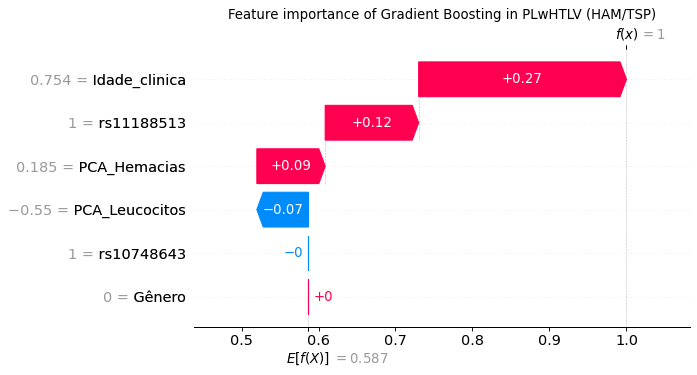 Feature importance of Gradient Boosting in PLwHTLV (HAM/TSP)
f(x) = 1
0.754 = Idade_clinica
+0.27
1 = rs11188513
+0.12
0.185 = PCA_Hemacias
+0.09
−0.55 = PCA_Leucocitos
−0.07
1 = rs10748643
−0
0 = Gênero
+0
0.5 0.6 0.7 0.8 0.9 1.0
E[f(X)] = 0.587